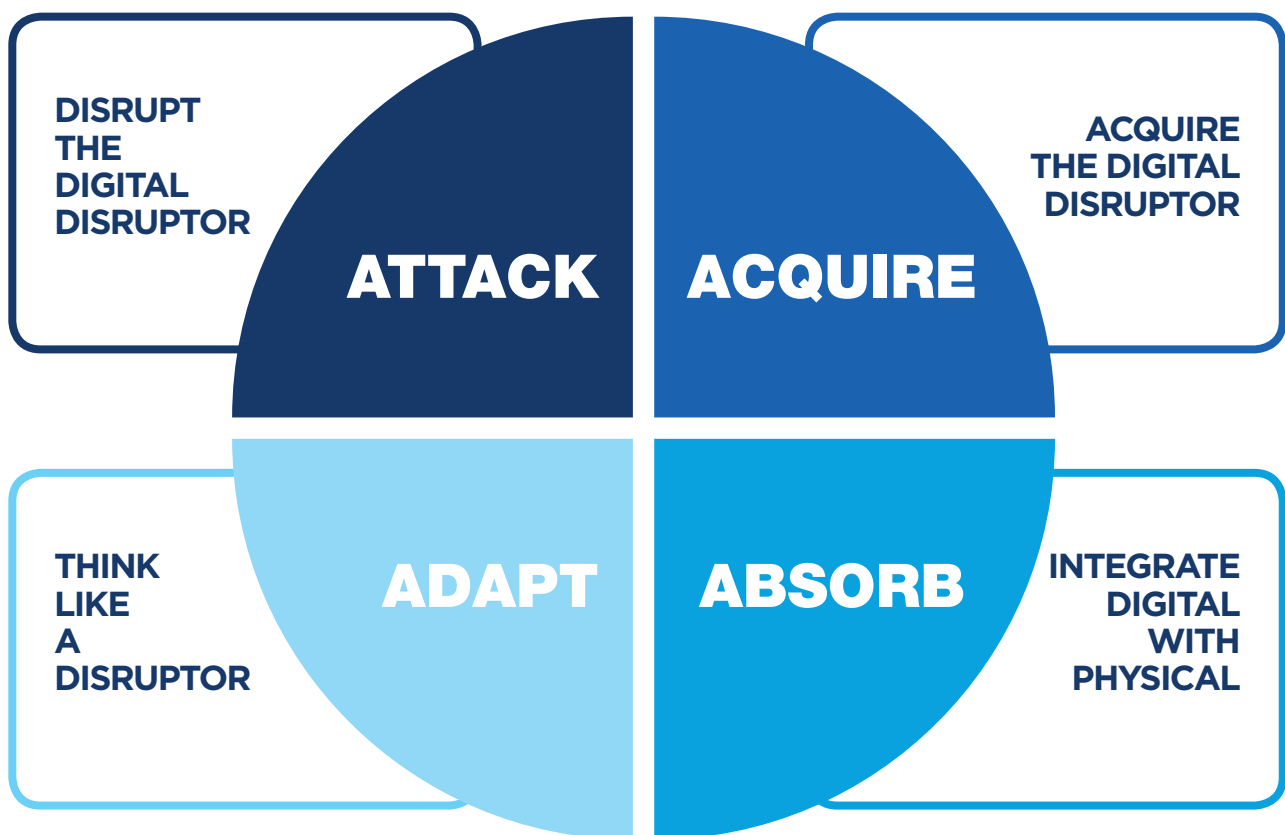 DISRUPT
THE
DIGITAL
DISRUPTOR
ATTACK
ACQUIRE
ACQUIRE
THE DIGITAL
DISRUPTOR
THINK
LIKE
A
DISRUPTOR
ADAPT
ABSORB
INTEGRATE
DIGITAL
WITH
PHYSICAL